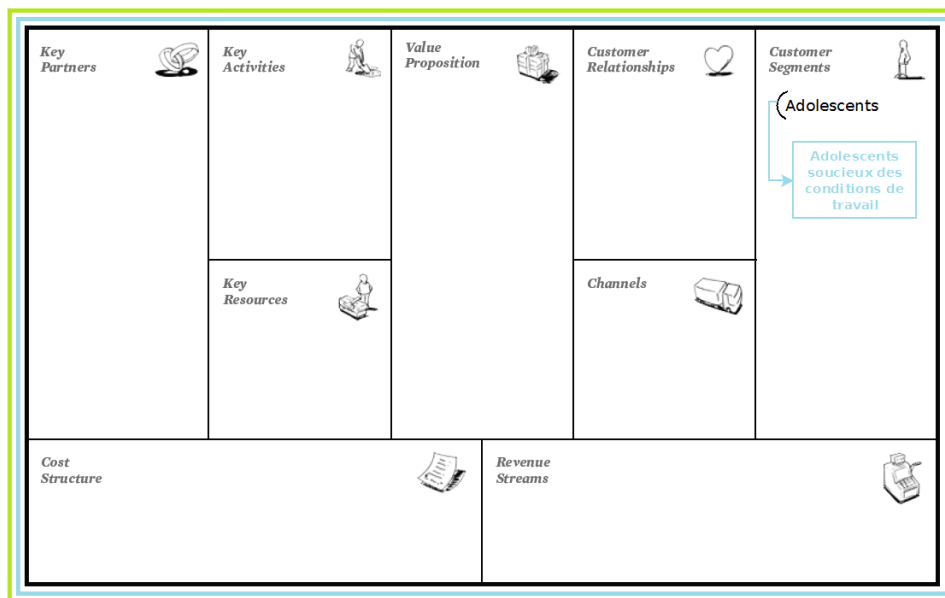 Key
Partners
Key
Activities
Value
Proposition
Customer
Relationships
Customer
Segments
Adolescents
Adolescents
soucieux des
conditions de
travail
Key
Resources
Channels
Cost
Structure
Revenue
Streams